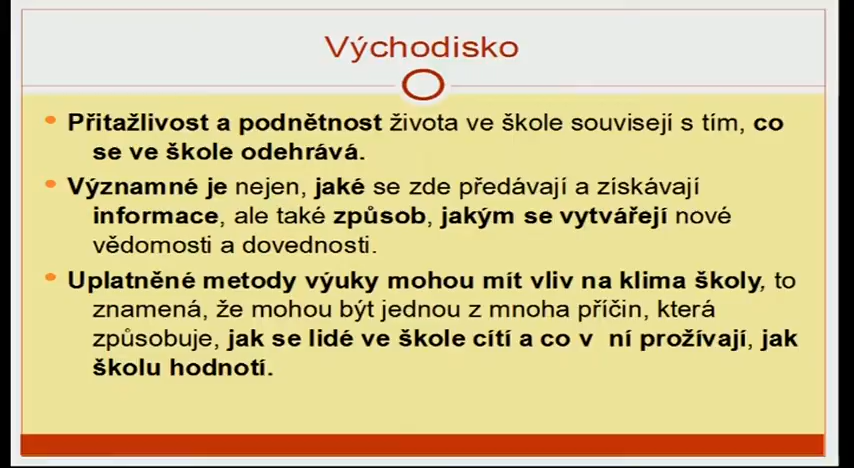 Východisko
Přitažlivost a podnětnost života ve škole souvisejí s tím, co
se ve škole odehrává.
Významné je nejen, jaké se zde předávají a získávají
informace, ale také způsob, jakým se vytvářejí nové
vědomosti a dovednosti.
Uplatněné metody výuky mohou mít vliv na klima školy, to
znamená, že mohou být jednou z mnoha příčin, která
způsobuje, jak se lidé ve škole cítí a co v ní prožívají, jak
školu hodnotí.